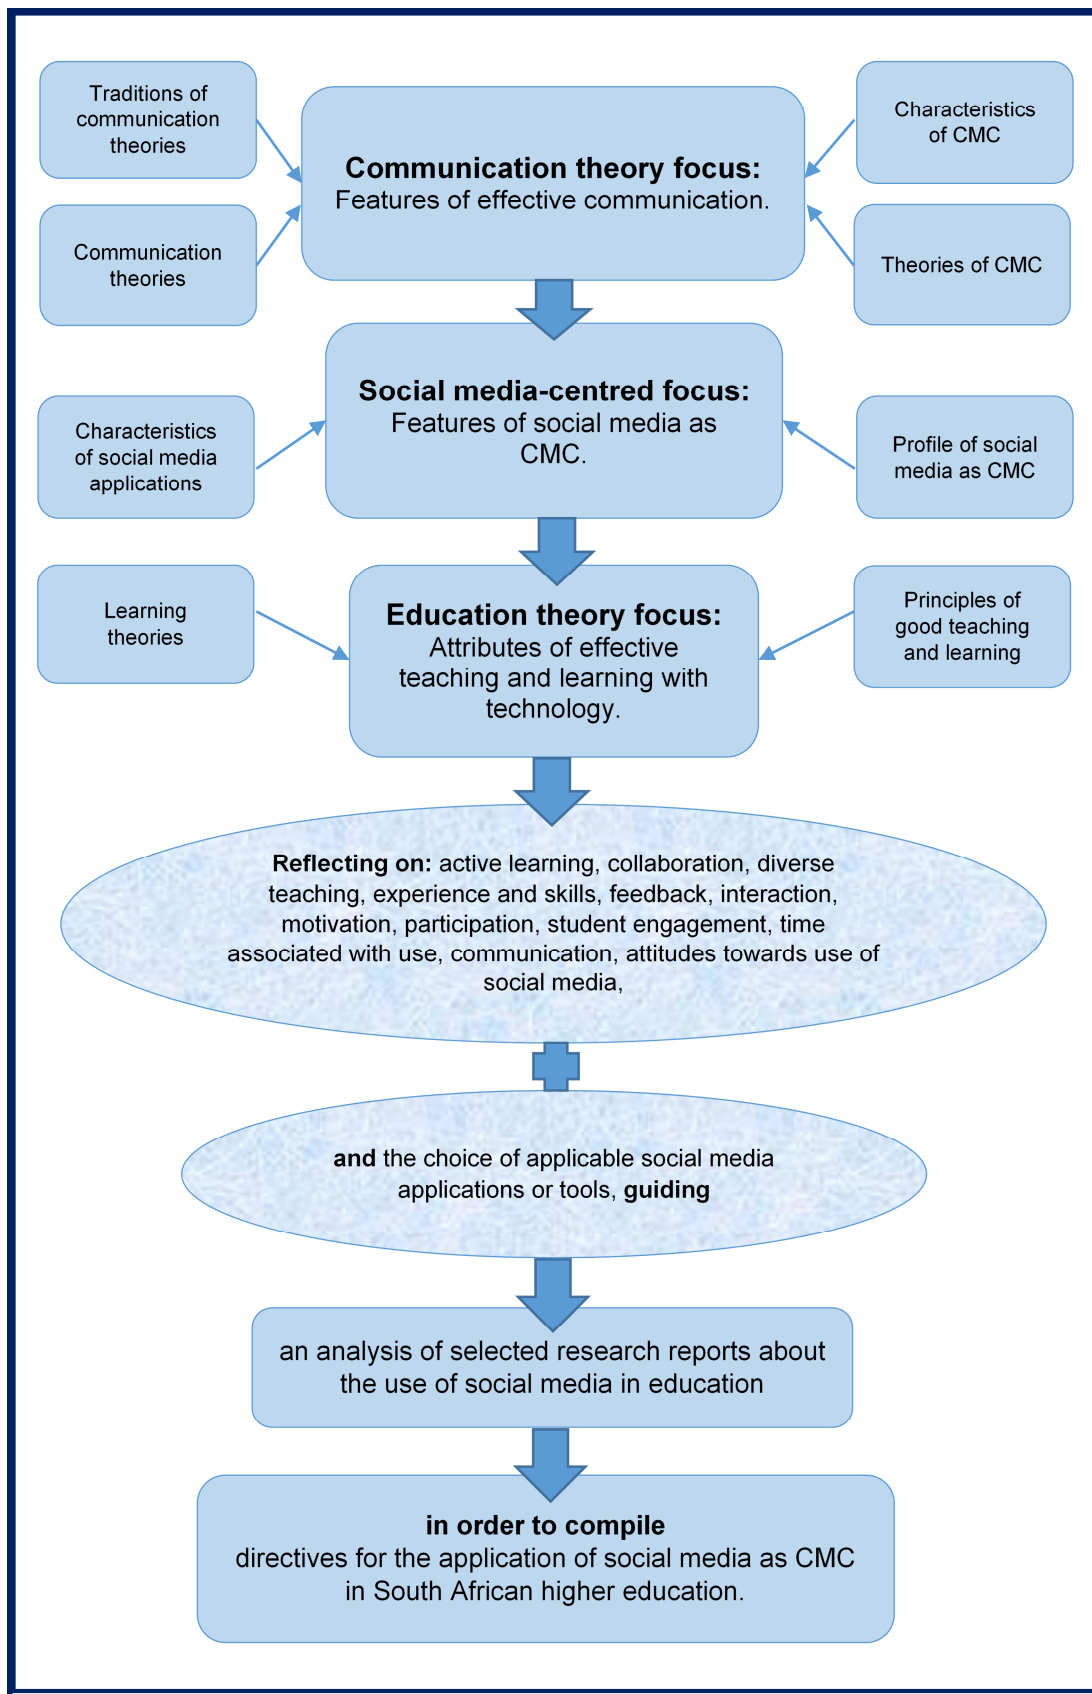 Traditions of
communication
theories
Characteristics
of CMC
Communication theory focus:
Features of effective communication.
Communication
theories
Theories of CMC
Social media-centred focus:
Features of social media as
CMC.
Characteristics
of social media
applications
Profile of social
media as CMC
Learning
theories
Education theory focus:
Attributes of effective
teaching and learning with
technology.
Principles of
good teaching
and learning
Reflecting on: active learning, collaboration, diverse
teaching, experience and skills, feedback, interaction,
motivation, participation, student engagement, time
associated with use, communication, attitudes towards use of
social media,
and the choice of applicable social media
applications or tools, guiding
an analysis of selected research reports about
the use of social media in education
in order to compile
directives for the application of social media as CMC
in South African higher education.